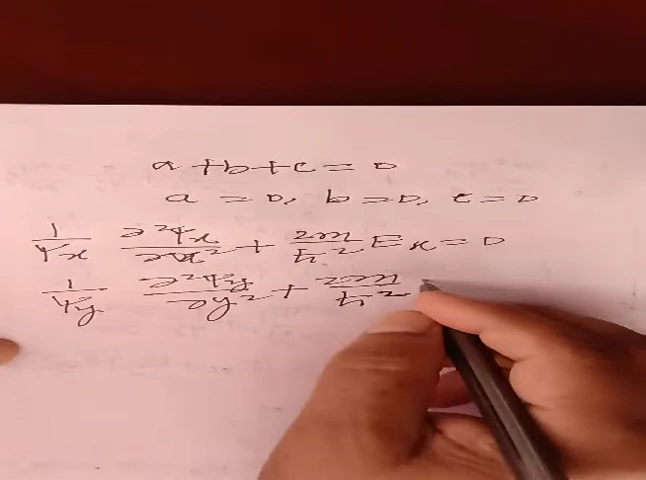 a + b + c = 0
a = 0, b = 0, c = 0
1/ψx ∂²ψx/∂x² + 2m/ħ² Ex = 0
1/ψy ∂²ψy/∂y² + 2m/ħ²